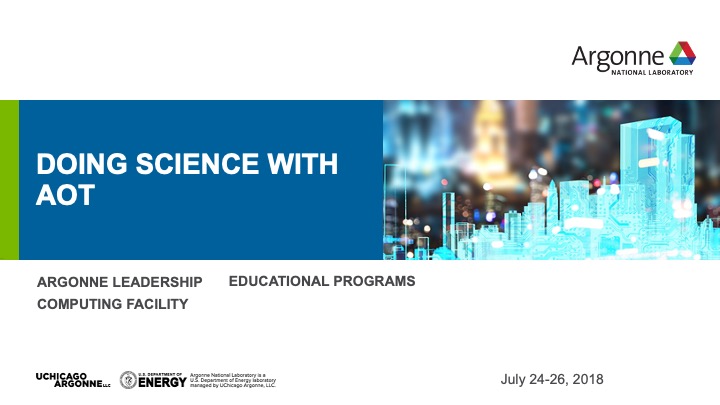 Argonne
NATIONAL LABORATORY
DOING SCIENCE WITH
AOT
ARGONNE LEADERSHIP
COMPUTING FACILITY
EDUCATIONAL PROGRAMS
UCHICAGO
ARGONNE LLC
U.S. DEPARTMENT OF
ENERGY
Argonne National Laboratory is a
U.S. Department of Energy laboratory
managed by UChicago Argonne, LLC.
July 24-26, 2018